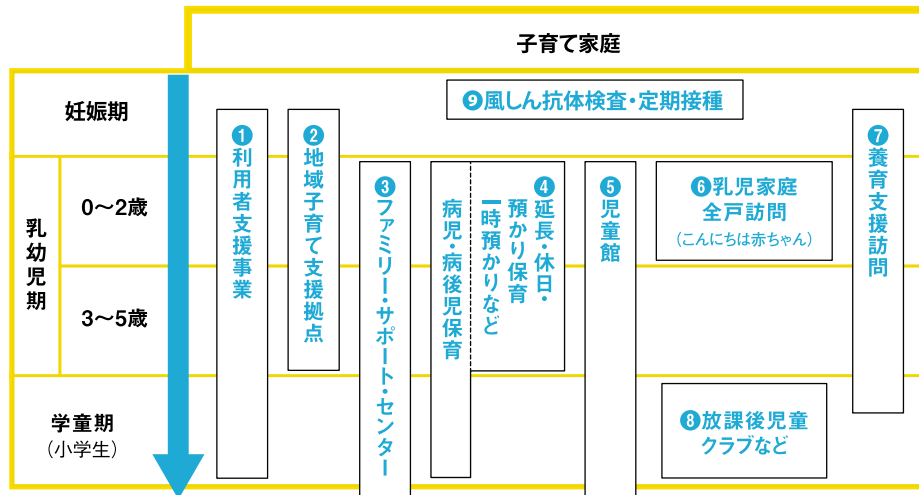 子育て家庭
妊娠期
❾風しん抗体検査・定期接種
乳幼児期
0〜2歳
3〜5歳
学童期
(小学生)
❶利用者支援事業
❷地域子育て支援拠点
❸ファミリー・サポート・センター
病児・病後児保育
❹延長・休日・
預かり保育
一時預かりなど
❺児童館
❻乳児家庭
全戸訪問
(こんにちは赤ちゃん)
❼養育支援訪問
❽放課後児童
クラブなど